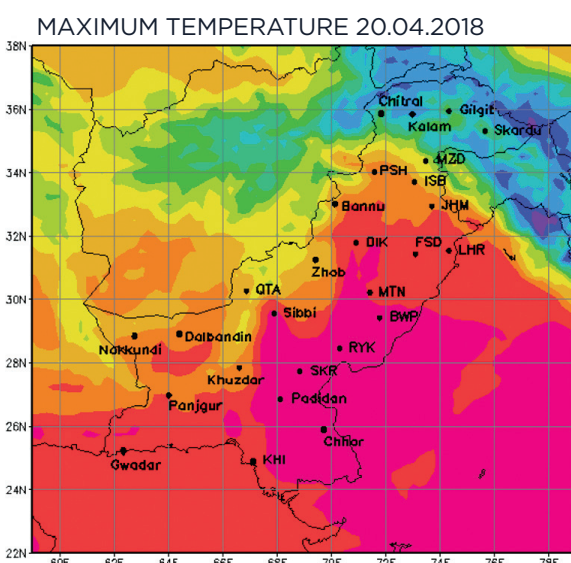 MAXIMUM TEMPERATURE 20.04.2018
38N
36N
Chitral
Gilgit
Kalam
Skardu
34N
MZD
PSH
ISB
Bannu
JHM
32N
DIK
FSD
LHR
Zhob
30N
QTA
MTN
Sibbi
BWP
Nokkundi
Dalbandin
RYK
28N
Khuzdar
SKR
Panjgur
Padidan
26N
Chhor
Gwadar
KHI
24N
22N